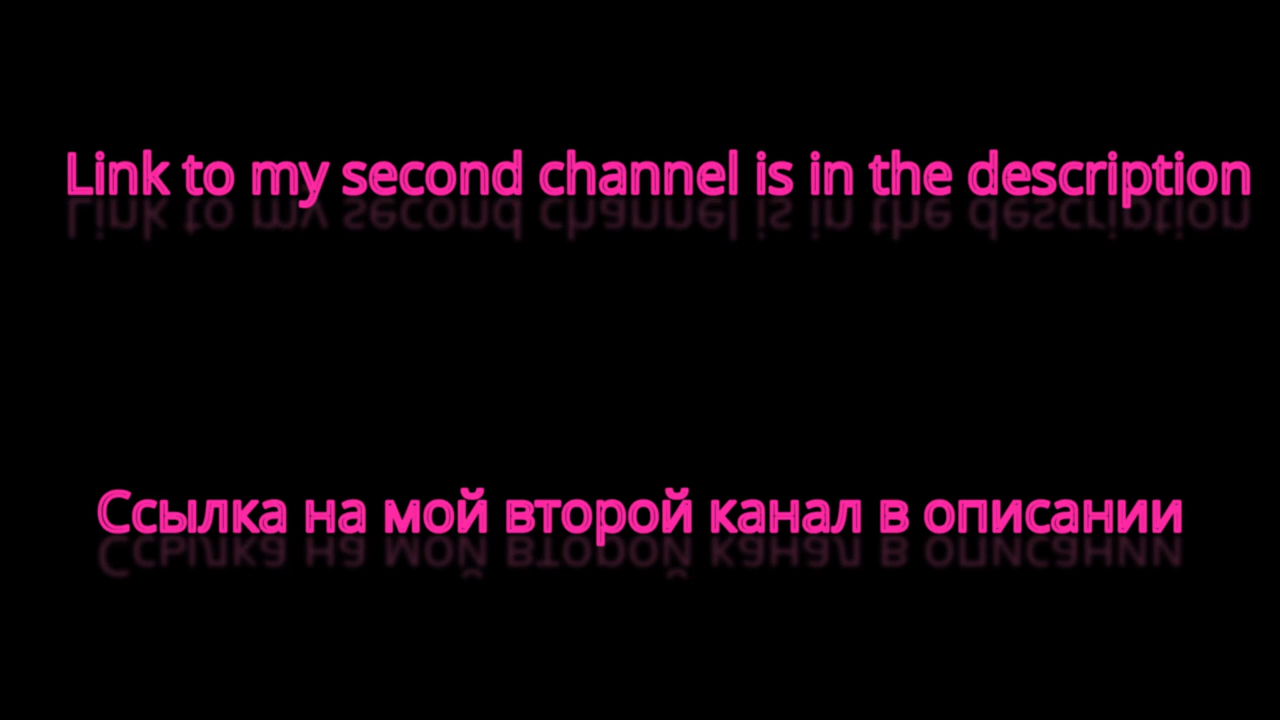 Link to my second channel is in the description
Ссылка на мой второй канал в описании